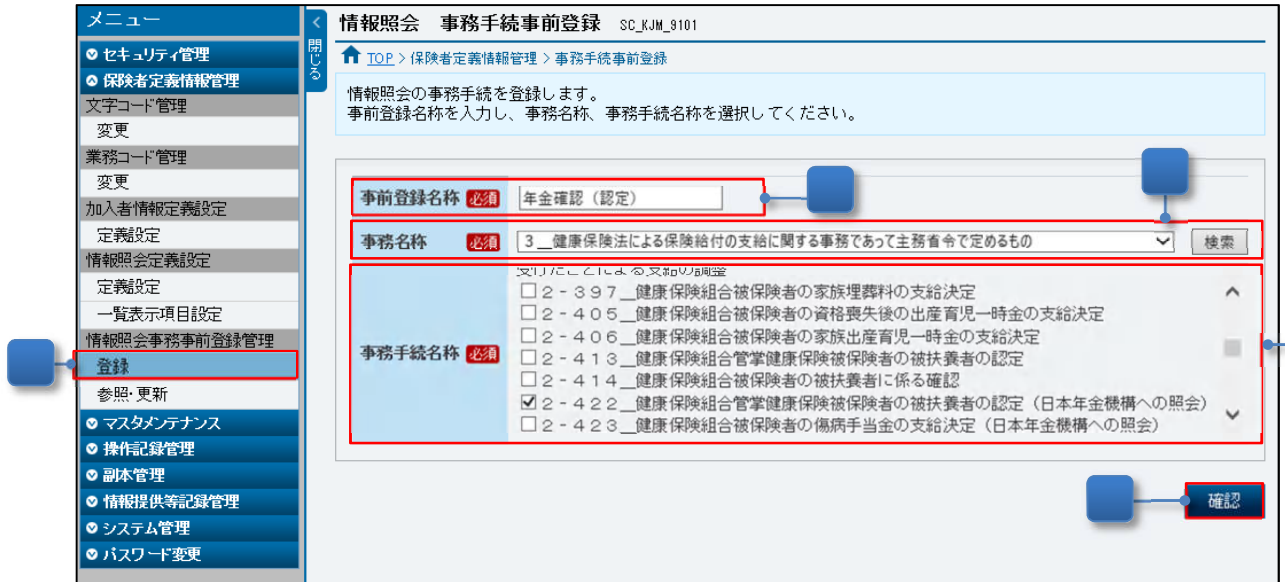 メニュー
セキュリティ管理
保険者定義情報管理
文字コード管理
変更
業務コード管理
変更
加入者情報定義設定
定義設定
情報照会定義設定
定義設定
一覧表示項目設定
情報照会事務事前登録管理
登録
参照・更新
マスタメンテナンス
操作記録管理
副本管理
情報提供等記録管理
システム管理
パスワード変更
< 閉じる
情報照会 事務手続事前登録 SC_KJM_9101
TOP > 保険者定義情報管理 > 事務手続事前登録
情報照会の事務手続を登録します。
事前登録名称を入力し、事務名称、事務手続名称を選択してください。
事前登録名称 必須 年金確認（認定）
事務名称 必須 3__健康保険法による保険給付の支給に関する事務であって主務省令で定めるもの 検索
事務手続名称 必須
受けたことによる支給の調整
2-397__健康保険組合被保険者の家族埋葬料の支給決定
2-405__健康保険組合被保険者の資格喪失後の出産育児一時金の支給決定
2-406__健康保険組合被保険者の家族出産育児一時金の支給決定
2-413__健康保険組合管掌健康保険被保険者の被扶養者の認定
2-414__健康保険組合被保険者の被扶養者に係る確認
2-422__健康保険組合管掌健康保険被保険者の被扶養者の認定（日本年金機構への照会）
2-423__健康保険組合被保険者の傷病手当金の支給決定（日本年金機構への照会）
確認